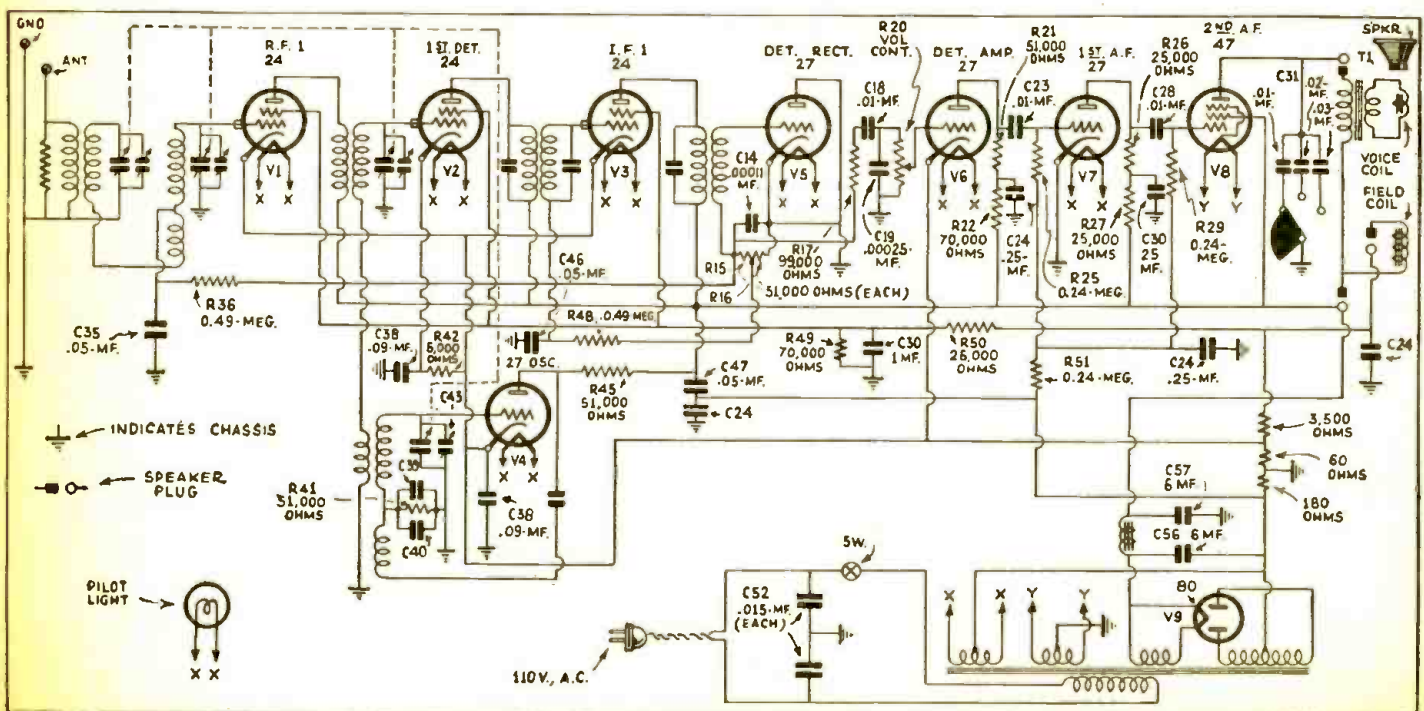 GND
ANT
R.F. 1
24
1 ST. DET.
24
I.F. 1
24
DET. RECT.
27
R20
VOL
CONT.
DET. AMP.
27
R21
51,000
OHMS
1ST A.F.
27
R26
25,000
OHMS
2ND A.F.
47
SPKR
T1
C18
.01-MF.
C23
.01-MF.
C28
.01-MF.
.01-
MF.
C31
.02-
MF.
.03-
MF.
V1
V2
V3
V5
V6
V7
V8
X X
X X
X X
X X
X X
X X
Y Y
C14
.00011
MF.
C19
.00025-
MF.
R22
70,000
OHMS
C24
.25-
MF.
R27
25,000
OHMS
C30
.25
MF.
R29
0.24-
MEG.
VOICE
COIL
FIELD
COIL
R15
R16
R17
99,000
OHMS
51,000 OHMS (EACH)
R25
0.24-MEG.
C46
.05-MF.
R36
0.49-MEG.
C35
.05-MF.
C38
.09-MF.
R42
6,000
OHMS
R48 0.49 MEG.
27 OSC.
R45
51,000
OHMS
C47
.05-MF.
C24
R49
70,000
OHMS
C30
1 MF.
R50
26,000
OHMS
R51
0.24-MEG.
C24
.25-MF.
C24
INDICATES CHASSIS
SPEAKER
PLUG
C43
V4
X X
C39
R41
51,000
OHMS
C40
C38
.09-MF.
3,500
OHMS
60
OHMS
180
OHMS
C57
6 MF.
C56 6 MF.
PILOT
LIGHT
X X
110V., A.C.
C52
.015-MF.
(EACH)
SW.
X X Y Y
80
V9